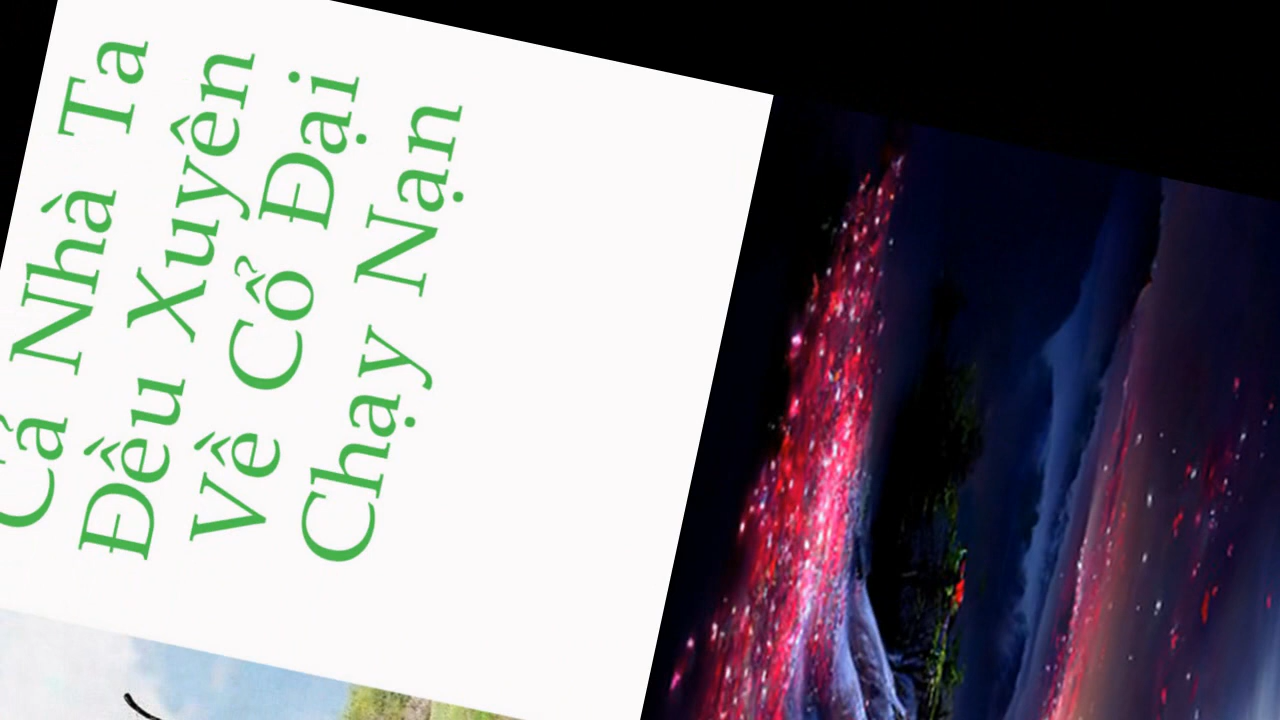 Cả Nhà Ta
Đều Xuyên
Về Cổ Đại
Chạy Nạn